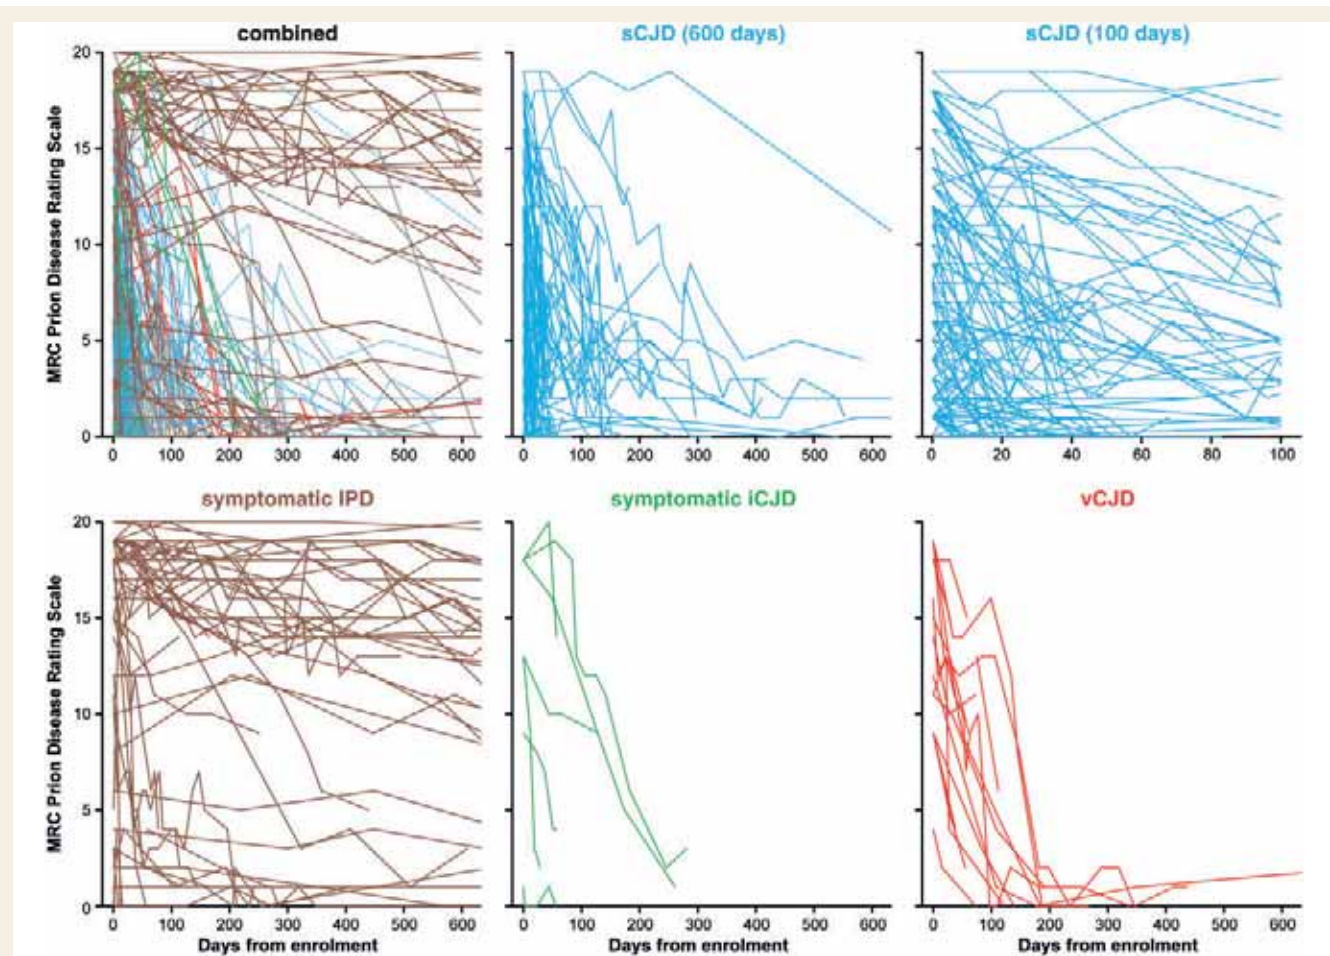 combined
sCJD (600 days)
sCJD (100 days)
MRC Prion Disease Rating Scale
20
15
10
5
0
0 100 200 300 400 500 600
0 100 200 300 400 500 600
0 20 40 60 80 100
symptomatic IPD
symptomatic iCJD
vCJD
MRC Prion Disease Rating Scale
20
15
10
5
0
0 100 200 300 400 500 600
0 100 200 300 400 500 600
0 100 200 300 400 500 600
Days from enrolment
Days from enrolment
Days from enrolment